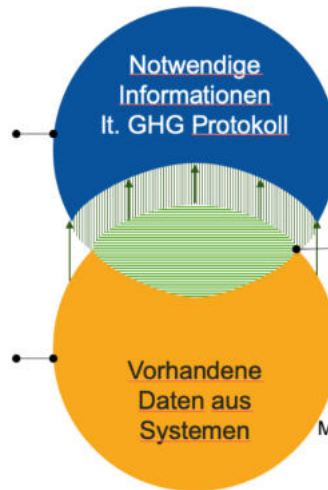 Notwendige
Informationen
lt. GHG Protokoll
Vorhandene
Daten aus
Systemen
M